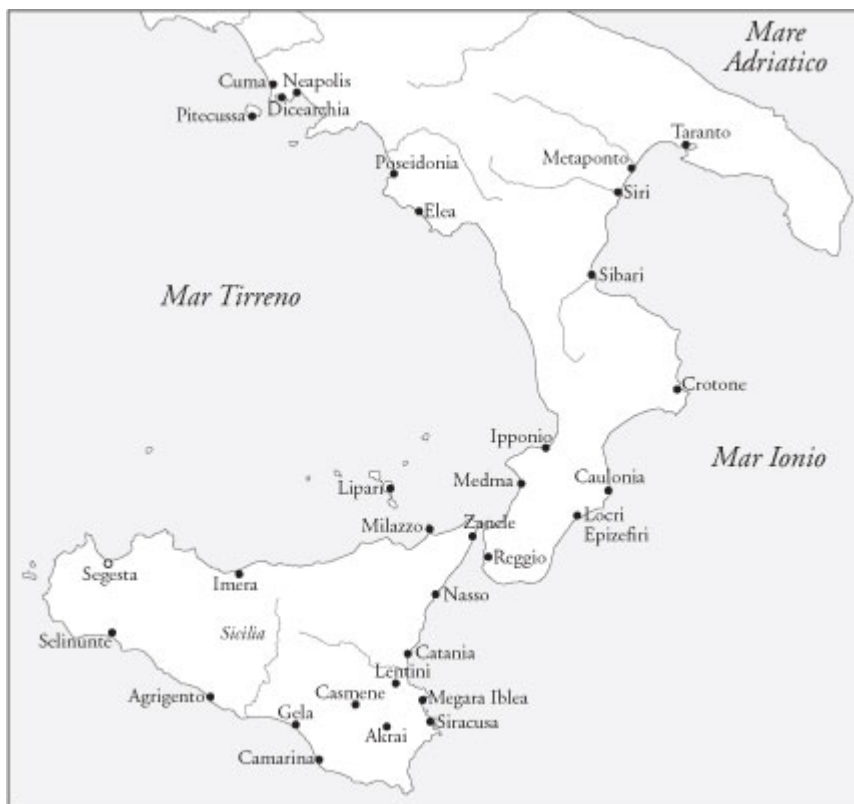 Mare
Adriatico
Cuma
Neapolis
Dicearchia
Pitecussa
Taranto
Metaponto
Poseidonia
Siri
Elea
Sibari
Mar Tirreno
Crotone
Ipponio
Mar Ionio
Medma
Caulonia
Lipari
Locri
Epizefiri
Milazzo
Zancle
Reggio
Segesta
Imera
Nasso
Selinunte
Sicilia
Catania
Lentini
Agrigento
Casmene
Megara Iblea
Gela
Akrai
Siracusa
Camarina